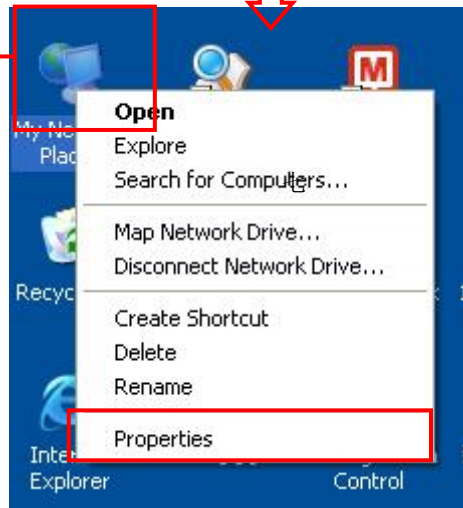 M
My Ne
Plac
Open
Explore
Search for Computers...
Map Network Drive...
Disconnect Network Drive...
Recyc
Create Shortcut
Delete
Rename
Properties
Inte
Explorer
Control